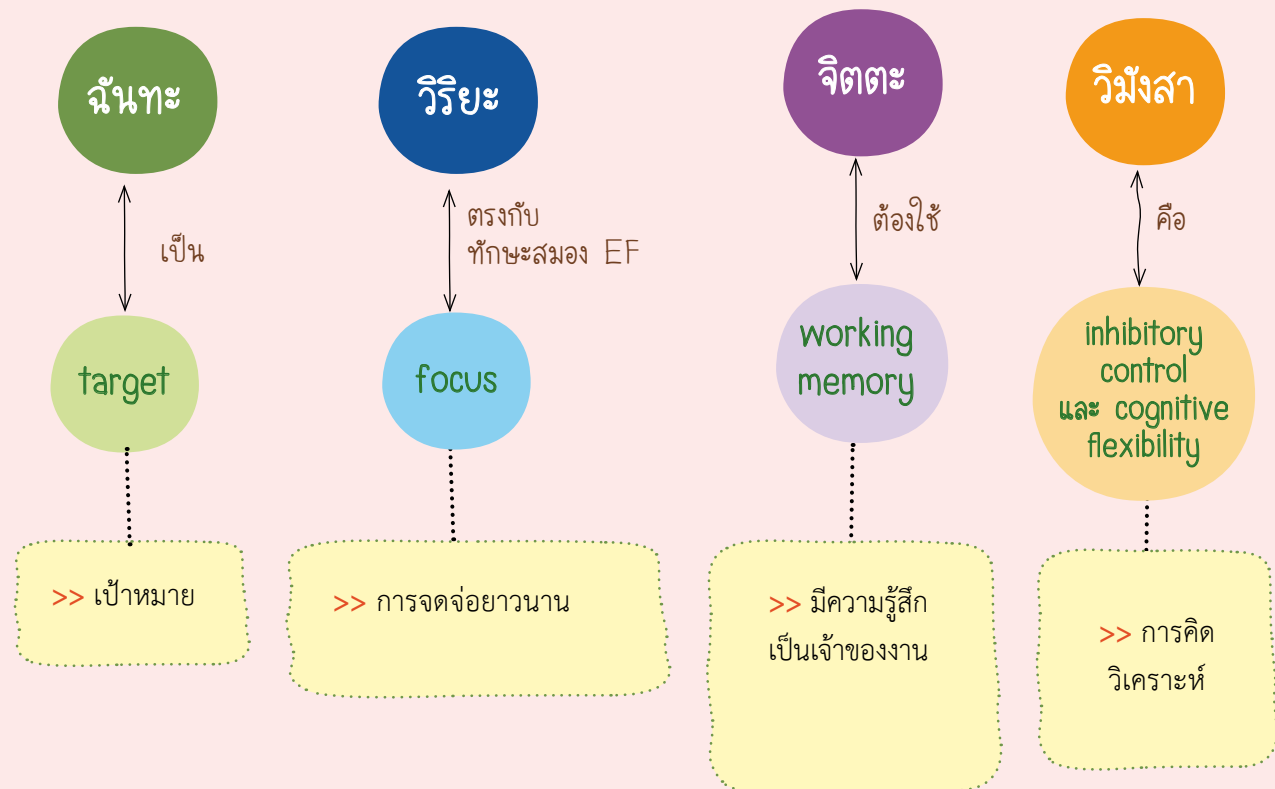 ฉันทะ
วิริยะ
จิตตะ
วิมังสา
เป็น
ตรงกับ
ทักษะสมอง EF
ต้องใช้
คือ
target
focus
working
memory
inhibitory
control
และ cognitive
flexibility
>> เป้าหมาย
>> การจดจ่อยาวนาน
>> มีความรู้สึก
เป็นเจ้าของงาน
>> การคิด
วิเคราะห์